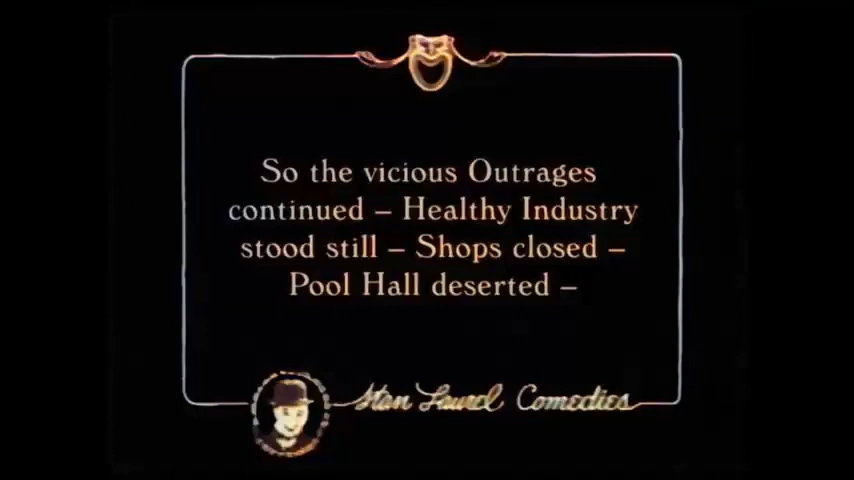 So the vicious Outrages
continued – Healthy Industry
stood still – Shops closed –
Pool Hall deserted –
Stan Laurel Comedies